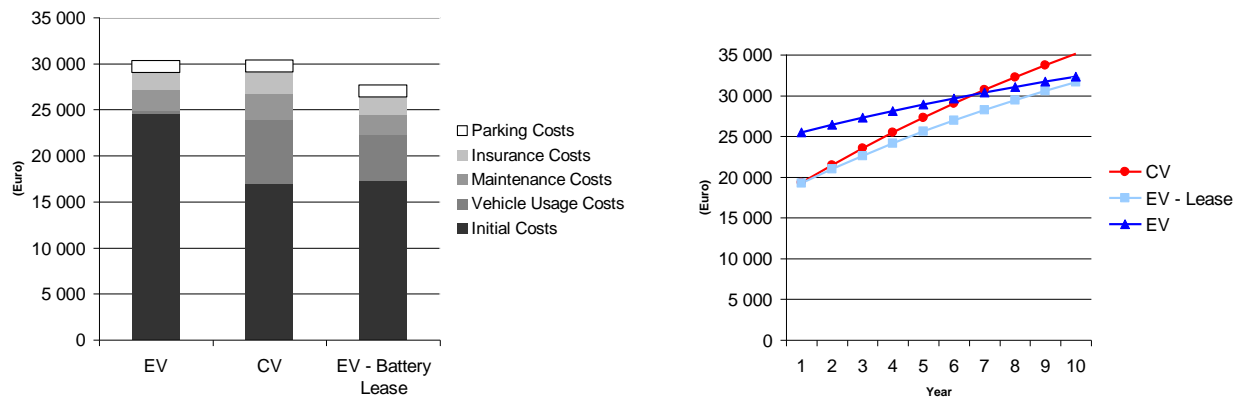 35 000
30 000
25 000
20 000
15 000
10 000
5 000
0
(Euro)
EV
CV
EV - Battery
Lease
Parking Costs
Insurance Costs
Maintenance Costs
Vehicle Usage Costs
Initial Costs
35 000
30 000
25 000
20 000
15 000
10 000
5 000
0
(Euro)
1 2 3 4 5 6 7 8 9 10
Year
CV
EV - Lease
EV